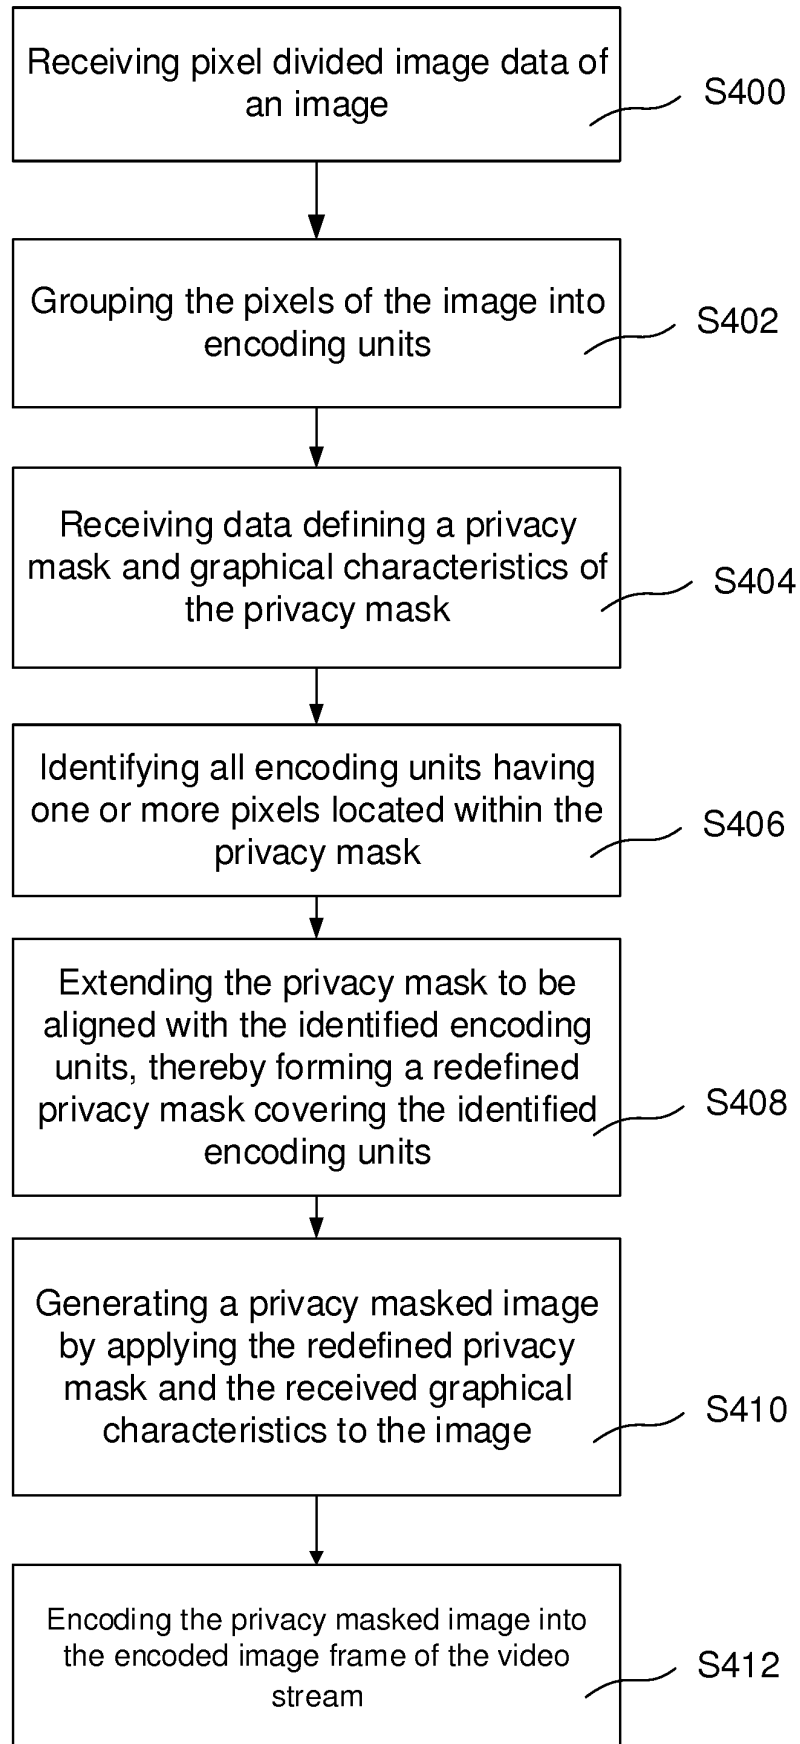 Receiving pixel divided image data of
an image
S400
Grouping the pixels of the image into
encoding units
S402
Receiving data defining a privacy
mask and graphical characteristics of
the privacy mask
S404
Identifying all encoding units having
one or more pixels located within the
privacy mask
S406
Extending the privacy mask to be
aligned with the identified encoding
units, thereby forming a redefined
privacy mask covering the identified
encoding units
S408
Generating a privacy masked image
by applying the redefined privacy
mask and the received graphical
characteristics to the image
S410
Encoding the privacy masked image into
the encoded image frame of the video
stream
S412